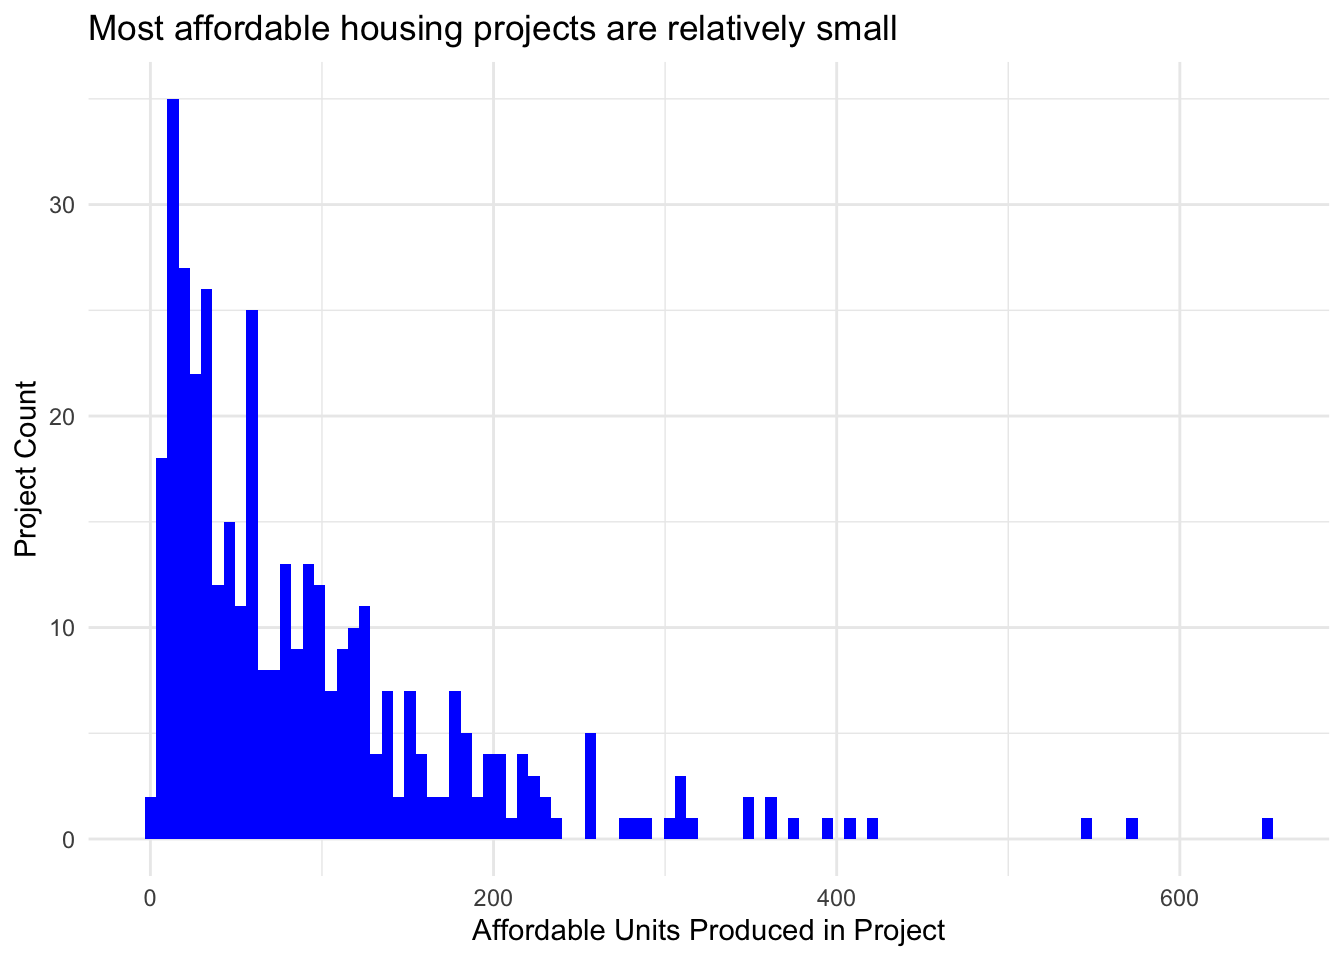 Most affordable housing projects are relatively small
30
20
10
0
Project Count
0 200 400 600
Affordable Units Produced in Project